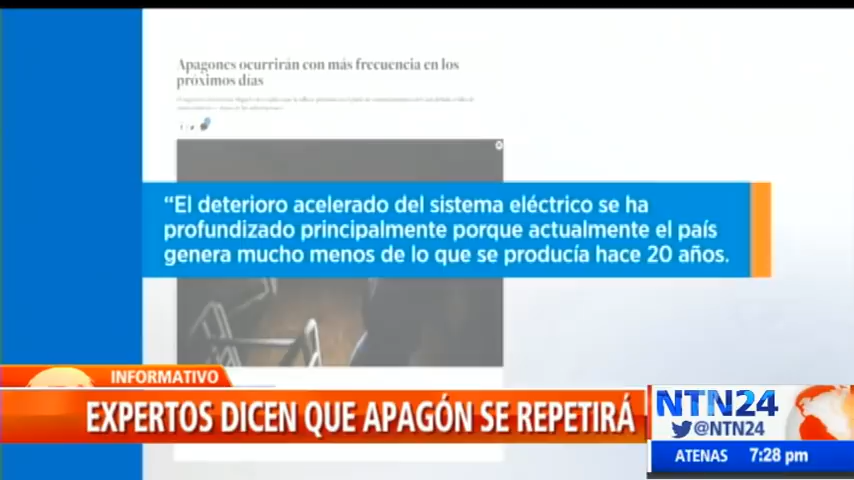 Apagones ocurrirán con más frecuencia en los
próximos días
“El deterioro acelerado del sistema eléctrico se ha
profundizado principalmente porque actualmente el país
genera mucho menos de lo que se producía hace 20 años.
INFORMATIVO
EXPERTOS DICEN QUE APAGÓN SE REPETIRÁ
NTN24
@NTN24
ATENAS 7:28 pm